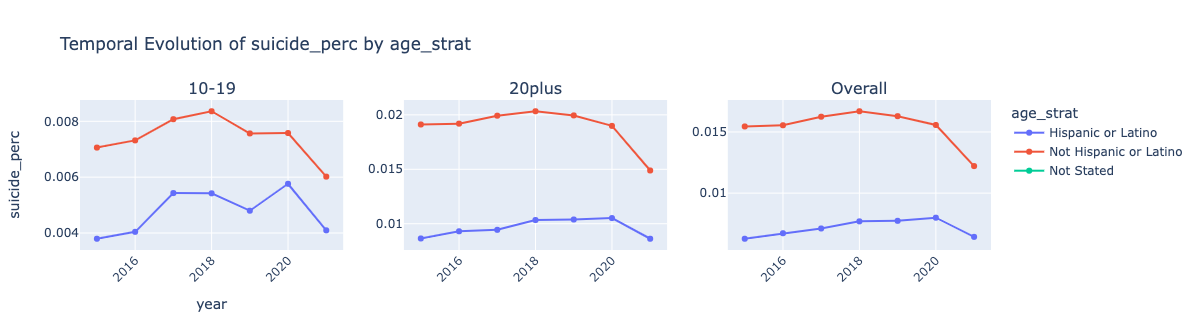 Temporal Evolution of suicide_perc by age_strat
10-19
20plus
Overall
suicide_perc
0.008
0.006
0.004
2016
2018
2020
year
0.02
0.015
0.01
2016
2018
2020
0.015
0.01
2016
2018
2020
age_strat
Hispanic or Latino
Not Hispanic or Latino
Not Stated